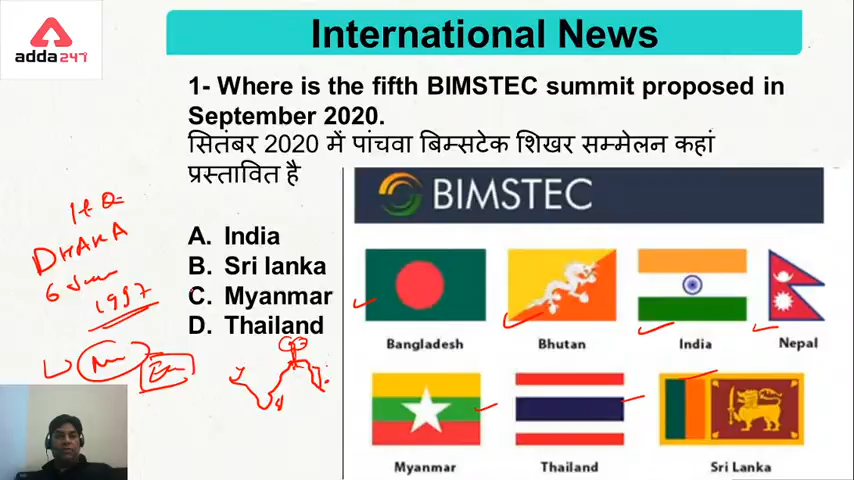 adda247
International News
1- Where is the fifth BIMSTEC summit proposed in
September 2020.
सितंबर 2020 में पांचवा बिम्सटेक शिखर सम्मेलन कहां
प्रस्तावित है
A. India
B. Sri lanka
C. Myanmar
D. Thailand
DHAKA
6 June
1997
BIMSTEC
Bangladesh
Bhutan
India
Nepal
Myanmar
Thailand
Sri Lanka